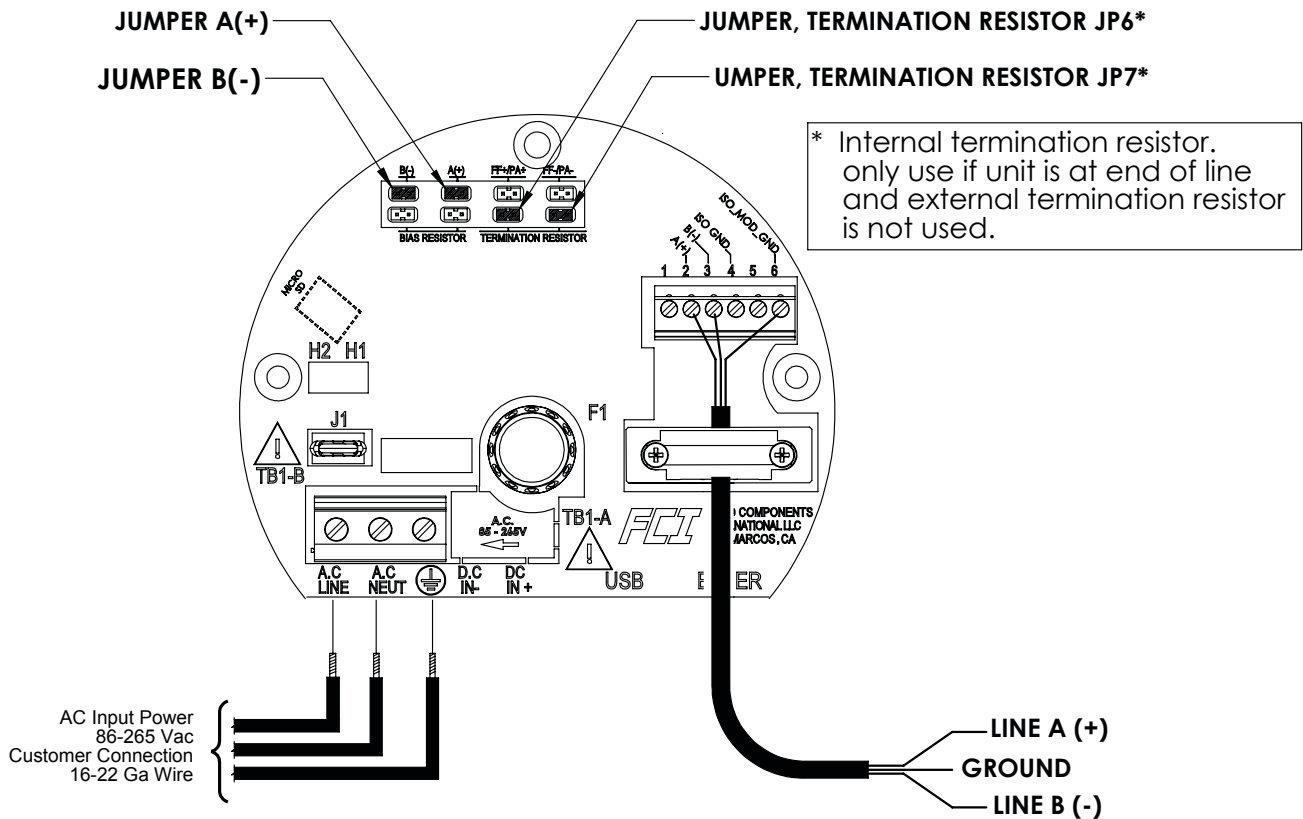 JUMPER A(+)
JUMPER B(-)
JUMPER, TERMINATION RESISTOR JP6*
UMPER, TERMINATION RESISTOR JP7*
* Internal termination resistor.
only use if unit is at end of line
and external termination resistor
is not used.
B(-) A(+) FF+/PA+ FF-/PA-
BIAS RESISTOR TERMINATION RESISTOR
A(+) B(-) ISO GND ISO_MOD_GND
1 2 3 4 5 6
MICRO
SD
H2 H1
J1
F1
TB1-B
A.C.
85 - 265V
TB1-A
FCI
COMPONENTS
NATIONAL LLC
MARCOS, CA
USB
ER
A.C
LINE
A.C
NEUT
D.C
IN-
DC
IN +
AC Input Power
86-265 Vac
Customer Connection
16-22 Ga Wire
LINE A (+)
GROUND
LINE B (-)